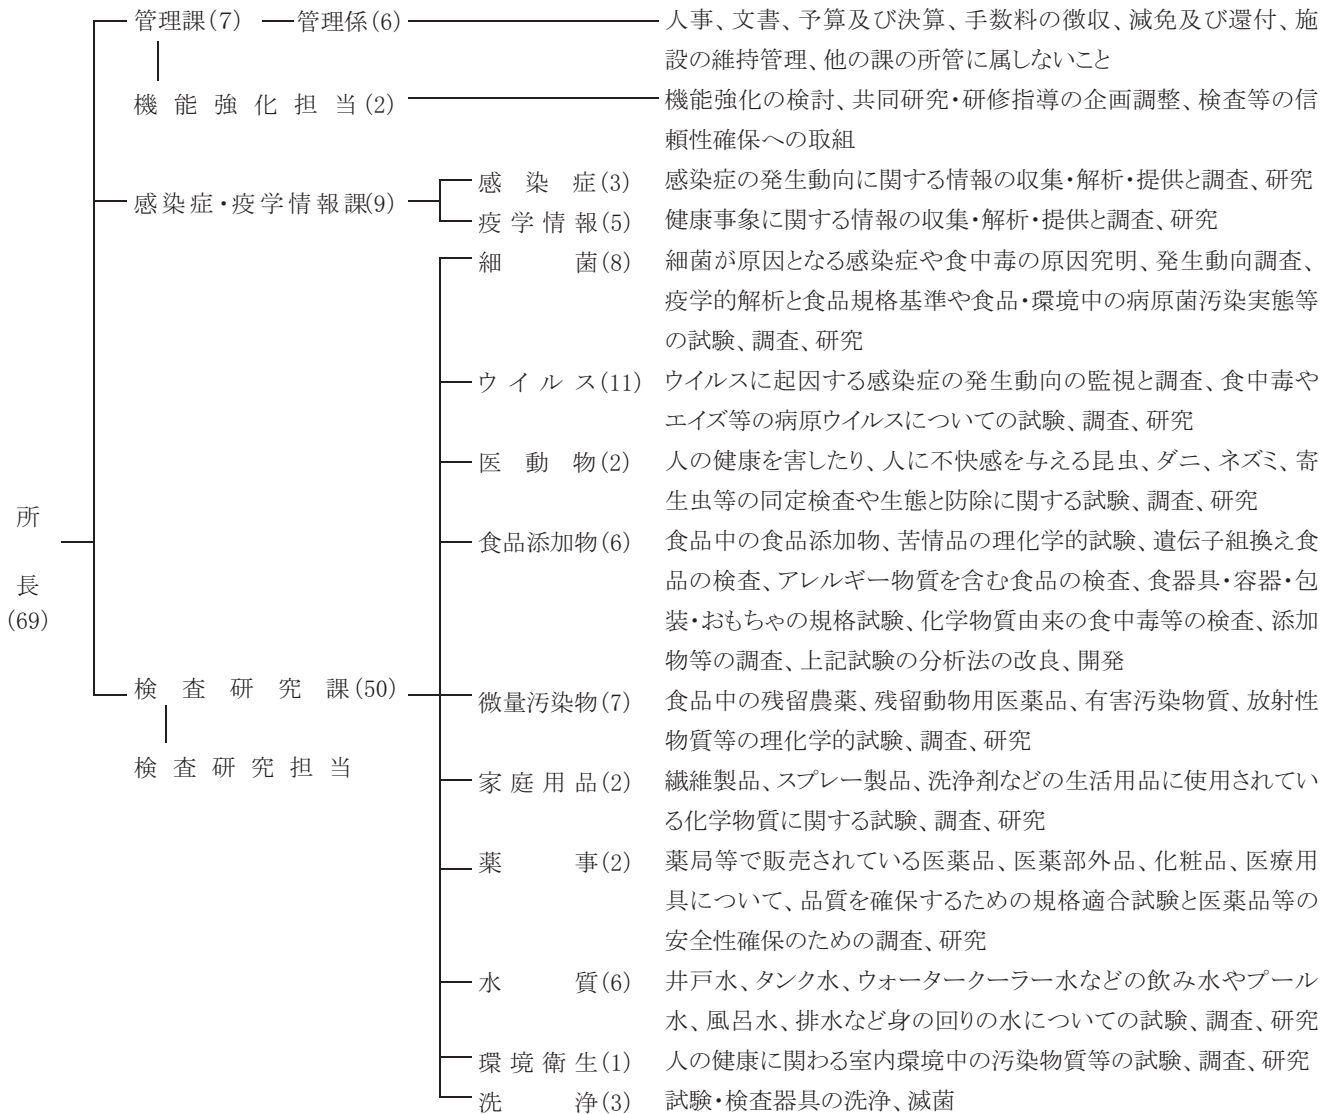 管理課(7) 管理係(6) 人事、文書、予算及び決算、手数料の徴収、減免及び還付、施
設の維持管理、他の課の所管に属しないこと
機能強化担当(2) 機能強化の検討、共同研究・研修指導の企画調整、検査等の信
頼性確保への取組
感染症・疫学情報課(9)
感染症(3) 感染症の発生動向に関する情報の収集・解析・提供と調査、研究
疫学情報(5) 健康事象に関する情報の収集・解析・提供と調査、研究
細菌(8) 細菌が原因となる感染症や食中毒の原因究明、発生動向調査、
疫学的解析と食品規格基準や食品・環境中の病原菌汚染実態等
の試験、調査、研究
ウイルス(11) ウイルスに起因する感染症の発生動向の監視と調査、食中毒や
エイズ等の病原ウイルスについての試験、調査、研究
医動物(2) 人の健康を害したり、人に不快感を与える昆虫、ダニ、ネズミ、寄
生虫等の同定検査や生態と防除に関する試験、調査、研究
所
長
(69)
食品添加物(6) 食品中の食品添加物、苦情品の理化学的試験、遺伝子組換え食
品の検査、アレルギー物質を含む食品の検査、食器具・容器・包
装・おもちゃの規格試験、化学物質由来の食中毒等の検査、添加
物等の調査、上記試験の分析法の改良、開発
検査研究課(50)
微量汚染物(7) 食品中の残留農薬、残留動物用医薬品、有害汚染物質、放射性
物質等の理化学的試験、調査、研究
検査研究担当
家庭用品(2) 繊維製品、スプレー製品、洗浄剤などの生活用品に使用されてい
る化学物質に関する試験、調査、研究
薬事(2) 薬局等で販売されている医薬品、医薬部外品、化粧品、医療用
具について、品質を確保するための規格適合試験と医薬品等の
安全性確保のための調査、研究
水質(6) 井戸水、タンク水、ウォータークーラー水などの飲み水やプール
水、風呂水、排水など身の回りの水についての試験、調査、研究
環境衛生(1) 人の健康に関わる室内環境中の汚染物質等の試験、調査、研究
洗浄(3) 試験・検査器具の洗浄、滅菌